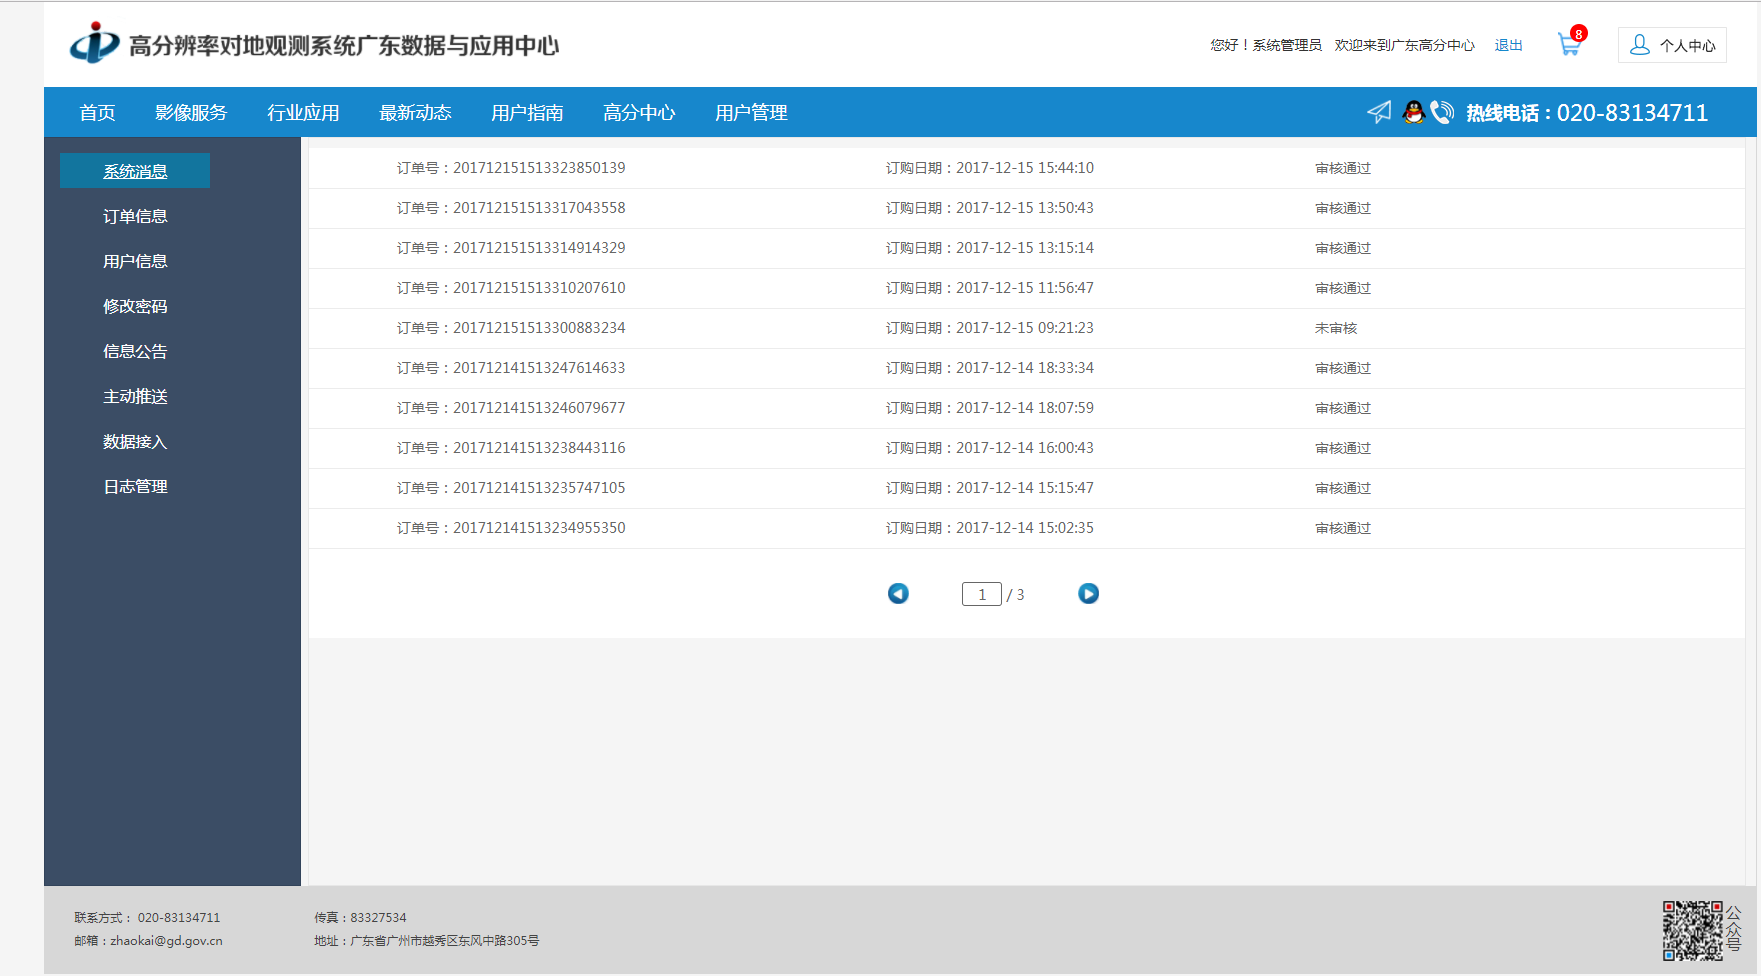 高分辨率对地观测系统广东数据与应用中心
您好！系统管理员 欢迎来到广东高分中心 退出 8 个人中心
首页 影像服务 行业应用 最新动态 用户指南 高分中心 用户管理 热线电话：020-83134711
系统消息
订单信息
用户信息
修改密码
信息公告
主动推送
数据接入
日志管理
订单号：201712151513323850139 订购日期：2017-12-15 15:44:10 审核通过
订单号：201712151513317043558 订购日期：2017-12-15 13:50:43 审核通过
订单号：201712151513314914329 订购日期：2017-12-15 13:15:14 审核通过
订单号：201712151513310207610 订购日期：2017-12-15 11:56:47 审核通过
订单号：201712151513300883234 订购日期：2017-12-15 09:21:23 未审核
订单号：201712141513247614633 订购日期：2017-12-14 18:33:34 审核通过
订单号：201712141513246079677 订购日期：2017-12-14 18:07:59 审核通过
订单号：201712141513238443116 订购日期：2017-12-14 16:00:43 审核通过
订单号：201712141513235747105 订购日期：2017-12-14 15:15:47 审核通过
订单号：201712141513234955350 订购日期：2017-12-14 15:02:35 审核通过
1 / 3
联系方式： 020-83134711 传真：83327534
邮箱：zhaokai@gd.gov.cn 地址：广东省广州市越秀区东风中路305号
公众号